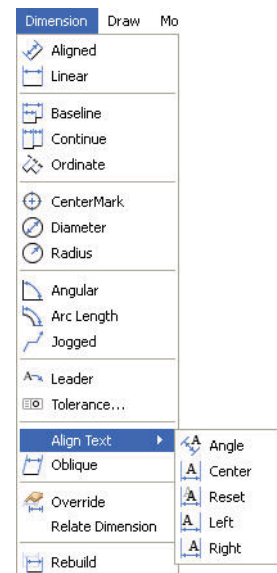 Dimension Draw Mo
Aligned
Linear
Baseline
Continue
Ordinate
CenterMark
Diameter
Radius
Angular
Arc Length
Jogged
Leader
Tolerance...
Align Text
Oblique
Override
Relate Dimension
Rebuild
Angle
Center
Reset
Left
Right